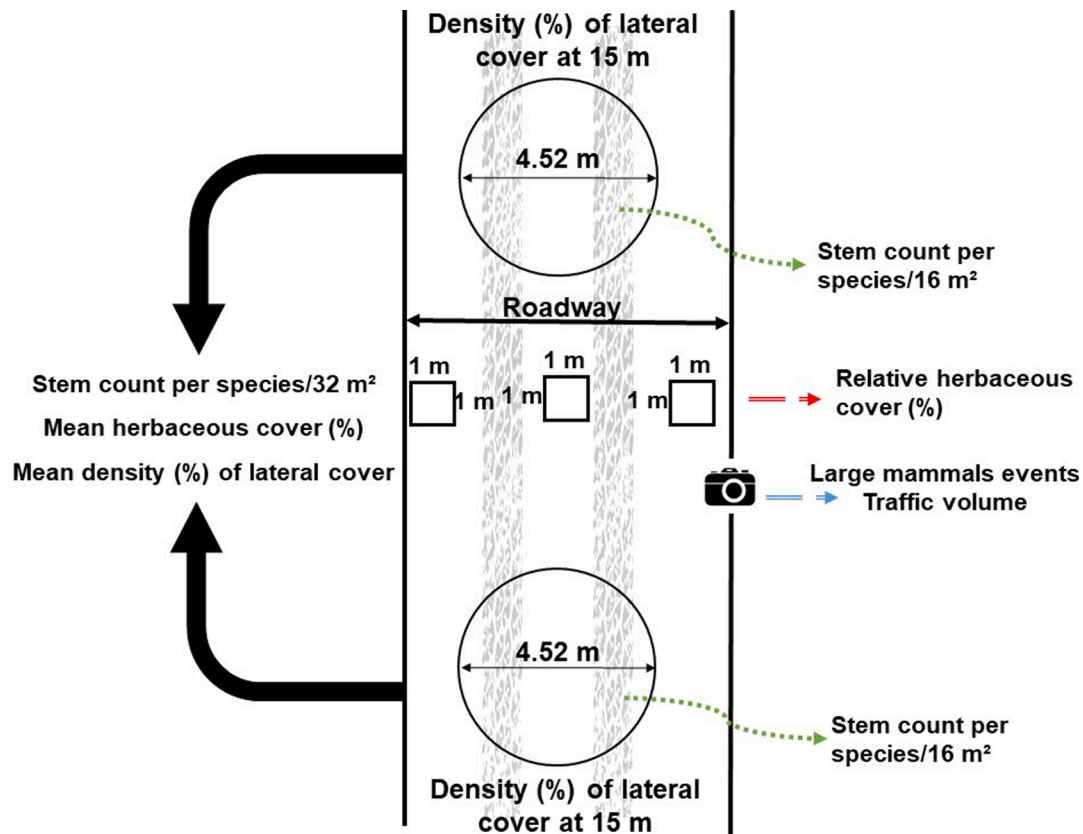 Density (%) of lateral
cover at 15 m
4.52 m
Stem count per
species/16 m²
Roadway
1 m
1 m
1 m
1 m
1 m
1 m
Relative herbaceous
cover (%)
Stem count per species/32 m²
Mean herbaceous cover (%)
Mean density (%) of lateral cover
Large mammals events
Traffic volume
4.52 m
Stem count per
species/16 m²
Density (%) of lateral
cover at 15 m